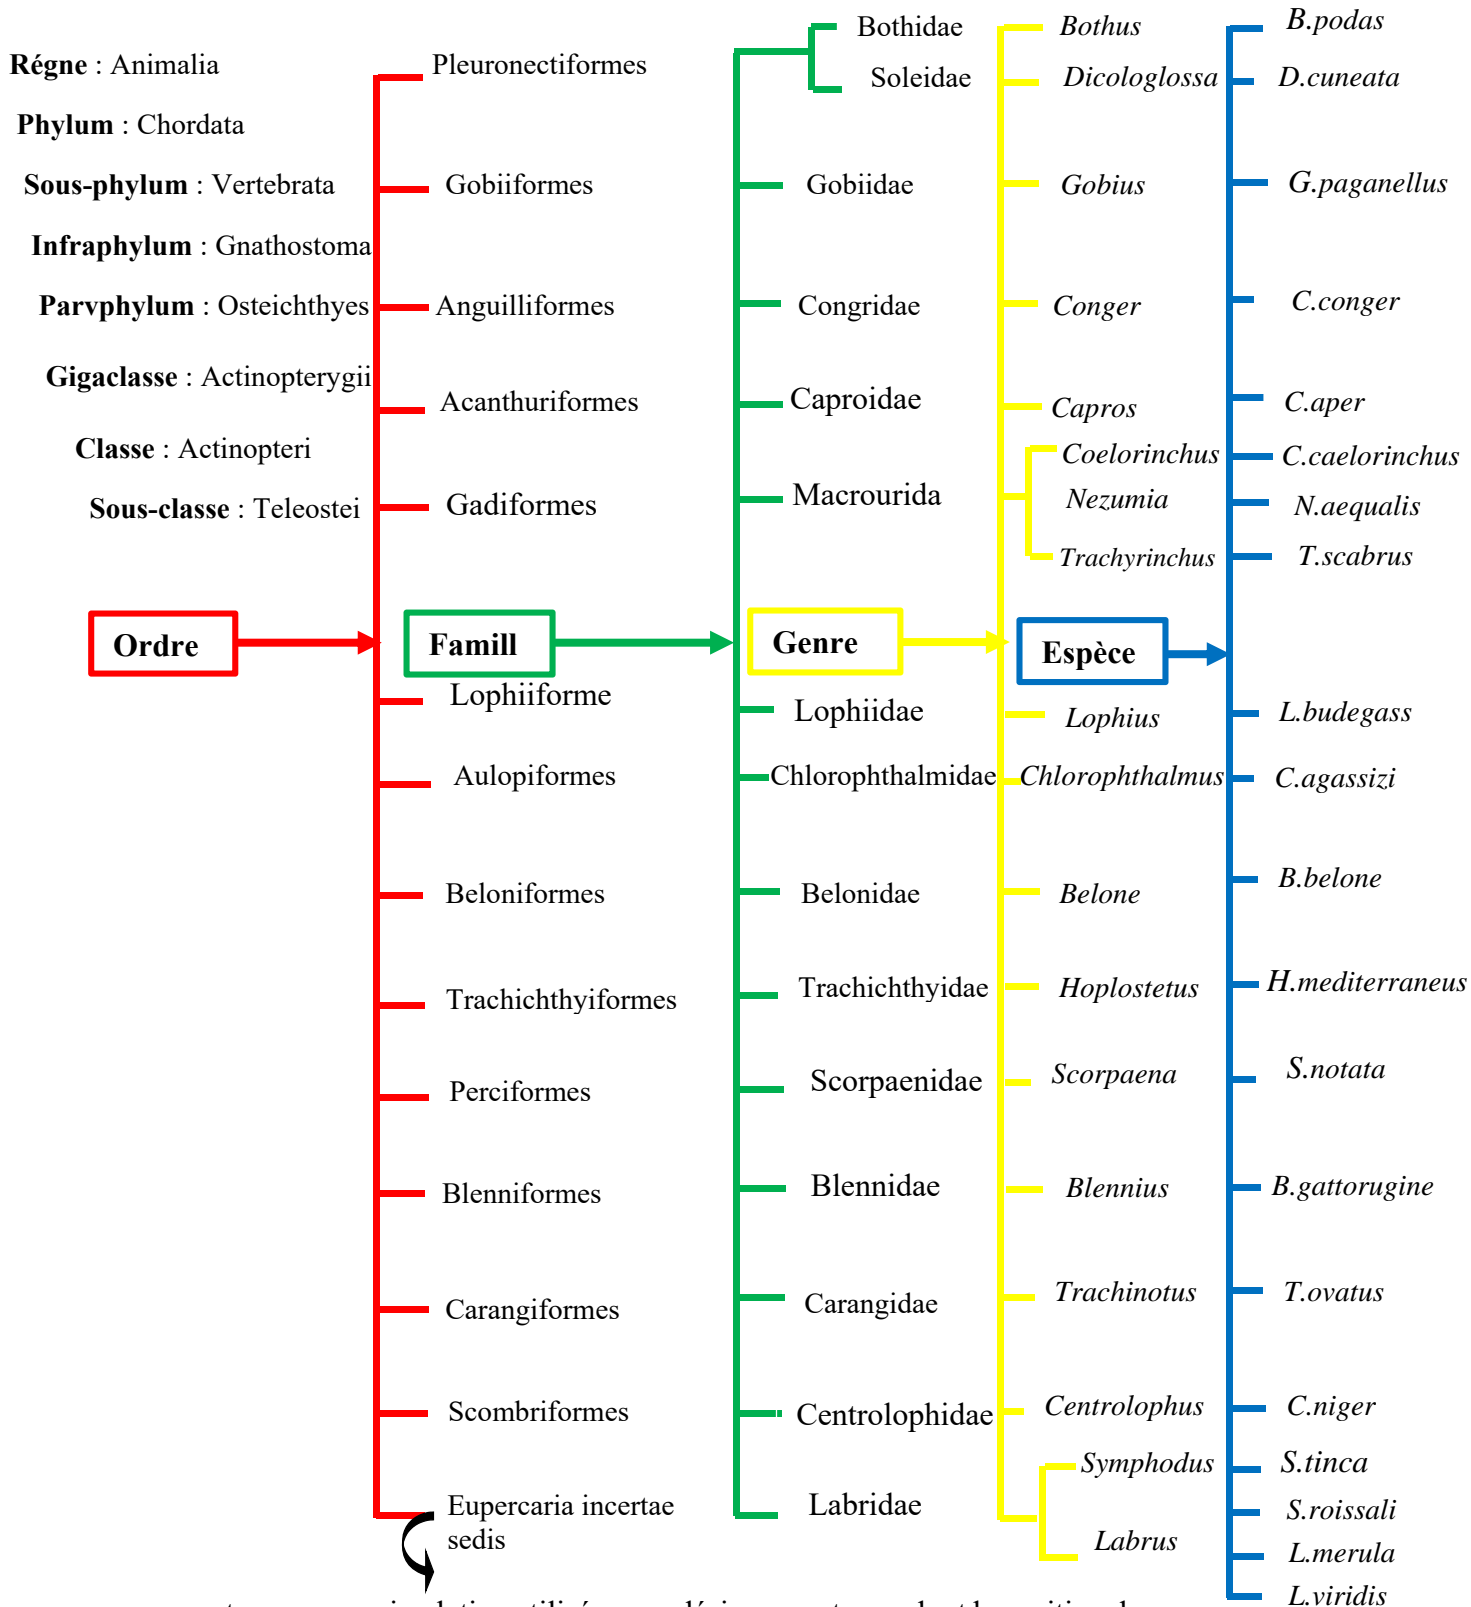 Régne : Animalia
Phylum : Chordata
Sous-phylum : Vertebrata
Infraphylum : Gnathostoma
Parvphylum : Osteichthyes
Gigaclasse : Actinopterygii
Classe : Actinopteri
Sous-classe : Teleostei
Ordre
Pleuronectiformes
Gobiiformes
Anguilliformes
Acanthuriformes
Gadiformes
Lophiiforme
Aulopiformes
Beloniformes
Trachichthyiformes
Perciformes
Blenniformes
Carangiformes
Scombriformes
Eupercaria incertae
sedis
Famill
Bothidae
Soleidae
Gobiidae
Congridae
Caproidae
Macrourida
Lophiidae
Chlorophthalmidae
Belonidae
Trachichthyidae
Scorpaenidae
Blennidae
Carangidae
Centrolophidae
Labridae
Genre
Bothus
Dicologlossa
Gobius
Conger
Capros
Coelorinchus
Nezumia
Trachyrinchus
Lophius
Chlorophthalmus
Belone
Hoplostetus
Scorpaena
Blennius
Trachinotus
Centrolophus
Symphodus
Labrus
Espèce
B.podas
D.cuneata
G.paganellus
C.conger
C.aper
C.caelorinchus
N.aequalis
T.scabrus
L.budegass
C.agassizi
B.belone
H.mediterraneus
S.notata
B.gattorugine
T.ovatus
C.niger
S.tinca
S.roissali
L.merula
L.viridis